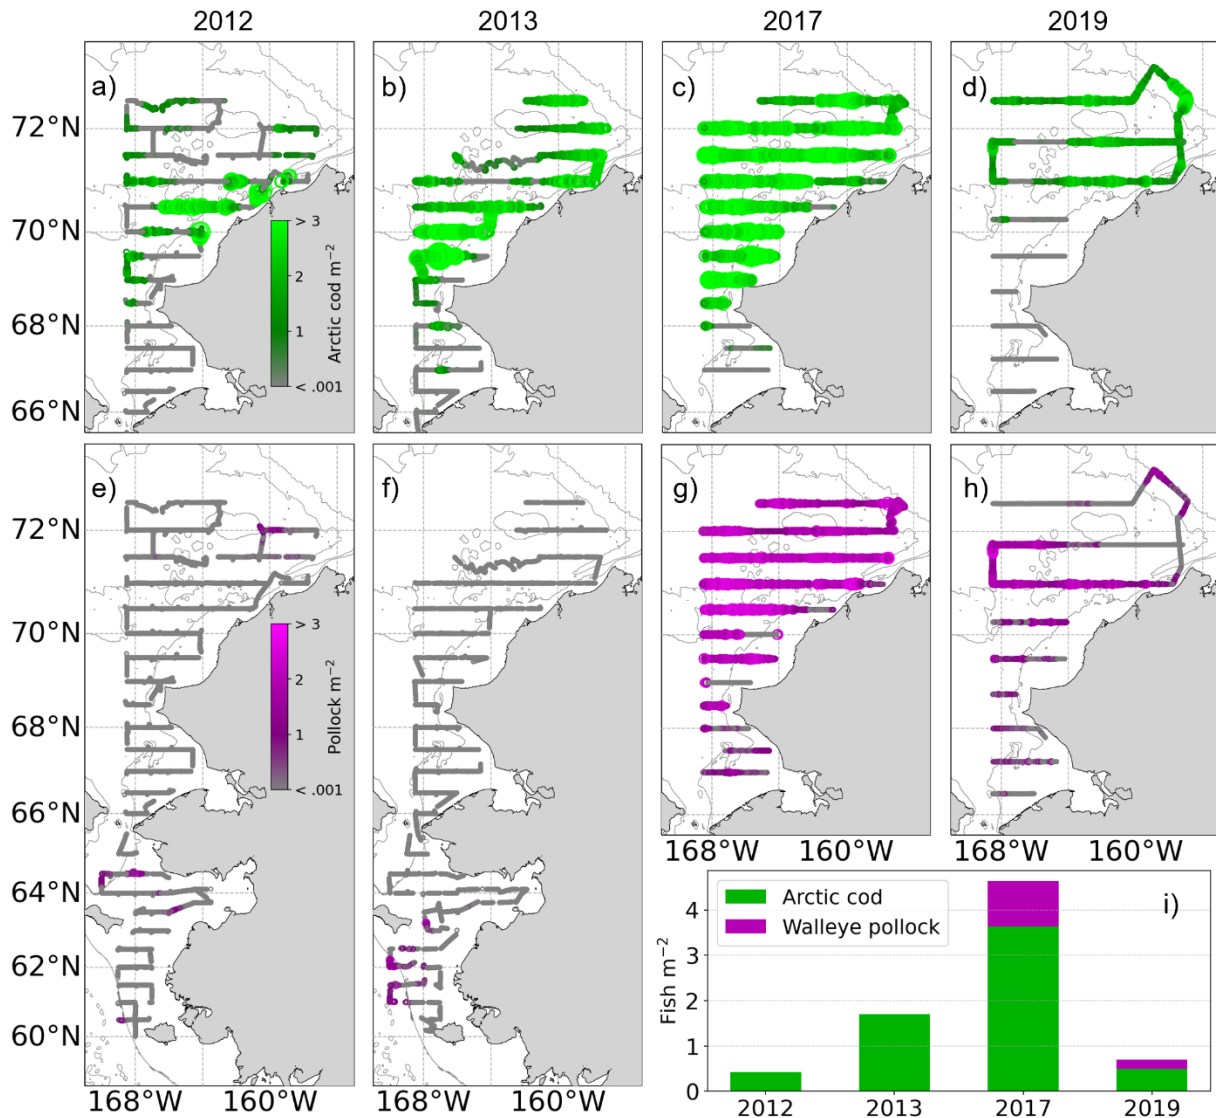 2012 2013 2017 2019
a) b) c) d)
72°N
70°N
68°N
66°N
> 3
2
1
< .001
Arctic cod m⁻²
e) f) g) h)
72°N
70°N
68°N
66°N
64°N
62°N
60°N
> 3
2
1
< .001
Pollock m⁻²
168°W 160°W 168°W 160°W
168°W 160°W 168°W 160°W
i)
Arctic cod
Walleye pollock
Fish m⁻²
4
3
2
1
0
2012 2013 2017 2019